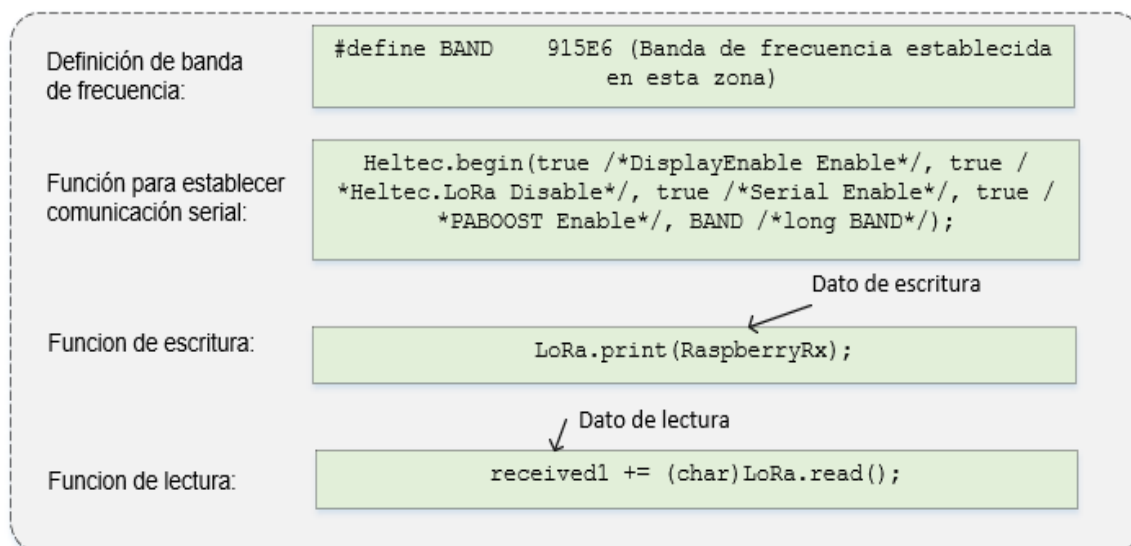 Definición de banda
de frecuencia:
#define BAND    915E6 (Banda de frecuencia establecida
en esta zona)
Función para establecer
comunicación serial:
Heltec.begin(true /*DisplayEnable Enable*/, true /
*Heltec.LoRa Disable*/, true /*Serial Enable*/, true /
*PABOOST Enable*/, BAND /*long BAND*/);
Dato de escritura
Funcion de escritura:
LoRa.print(RaspberryRx);
Dato de lectura
Funcion de lectura:
received1 += (char)LoRa.read();